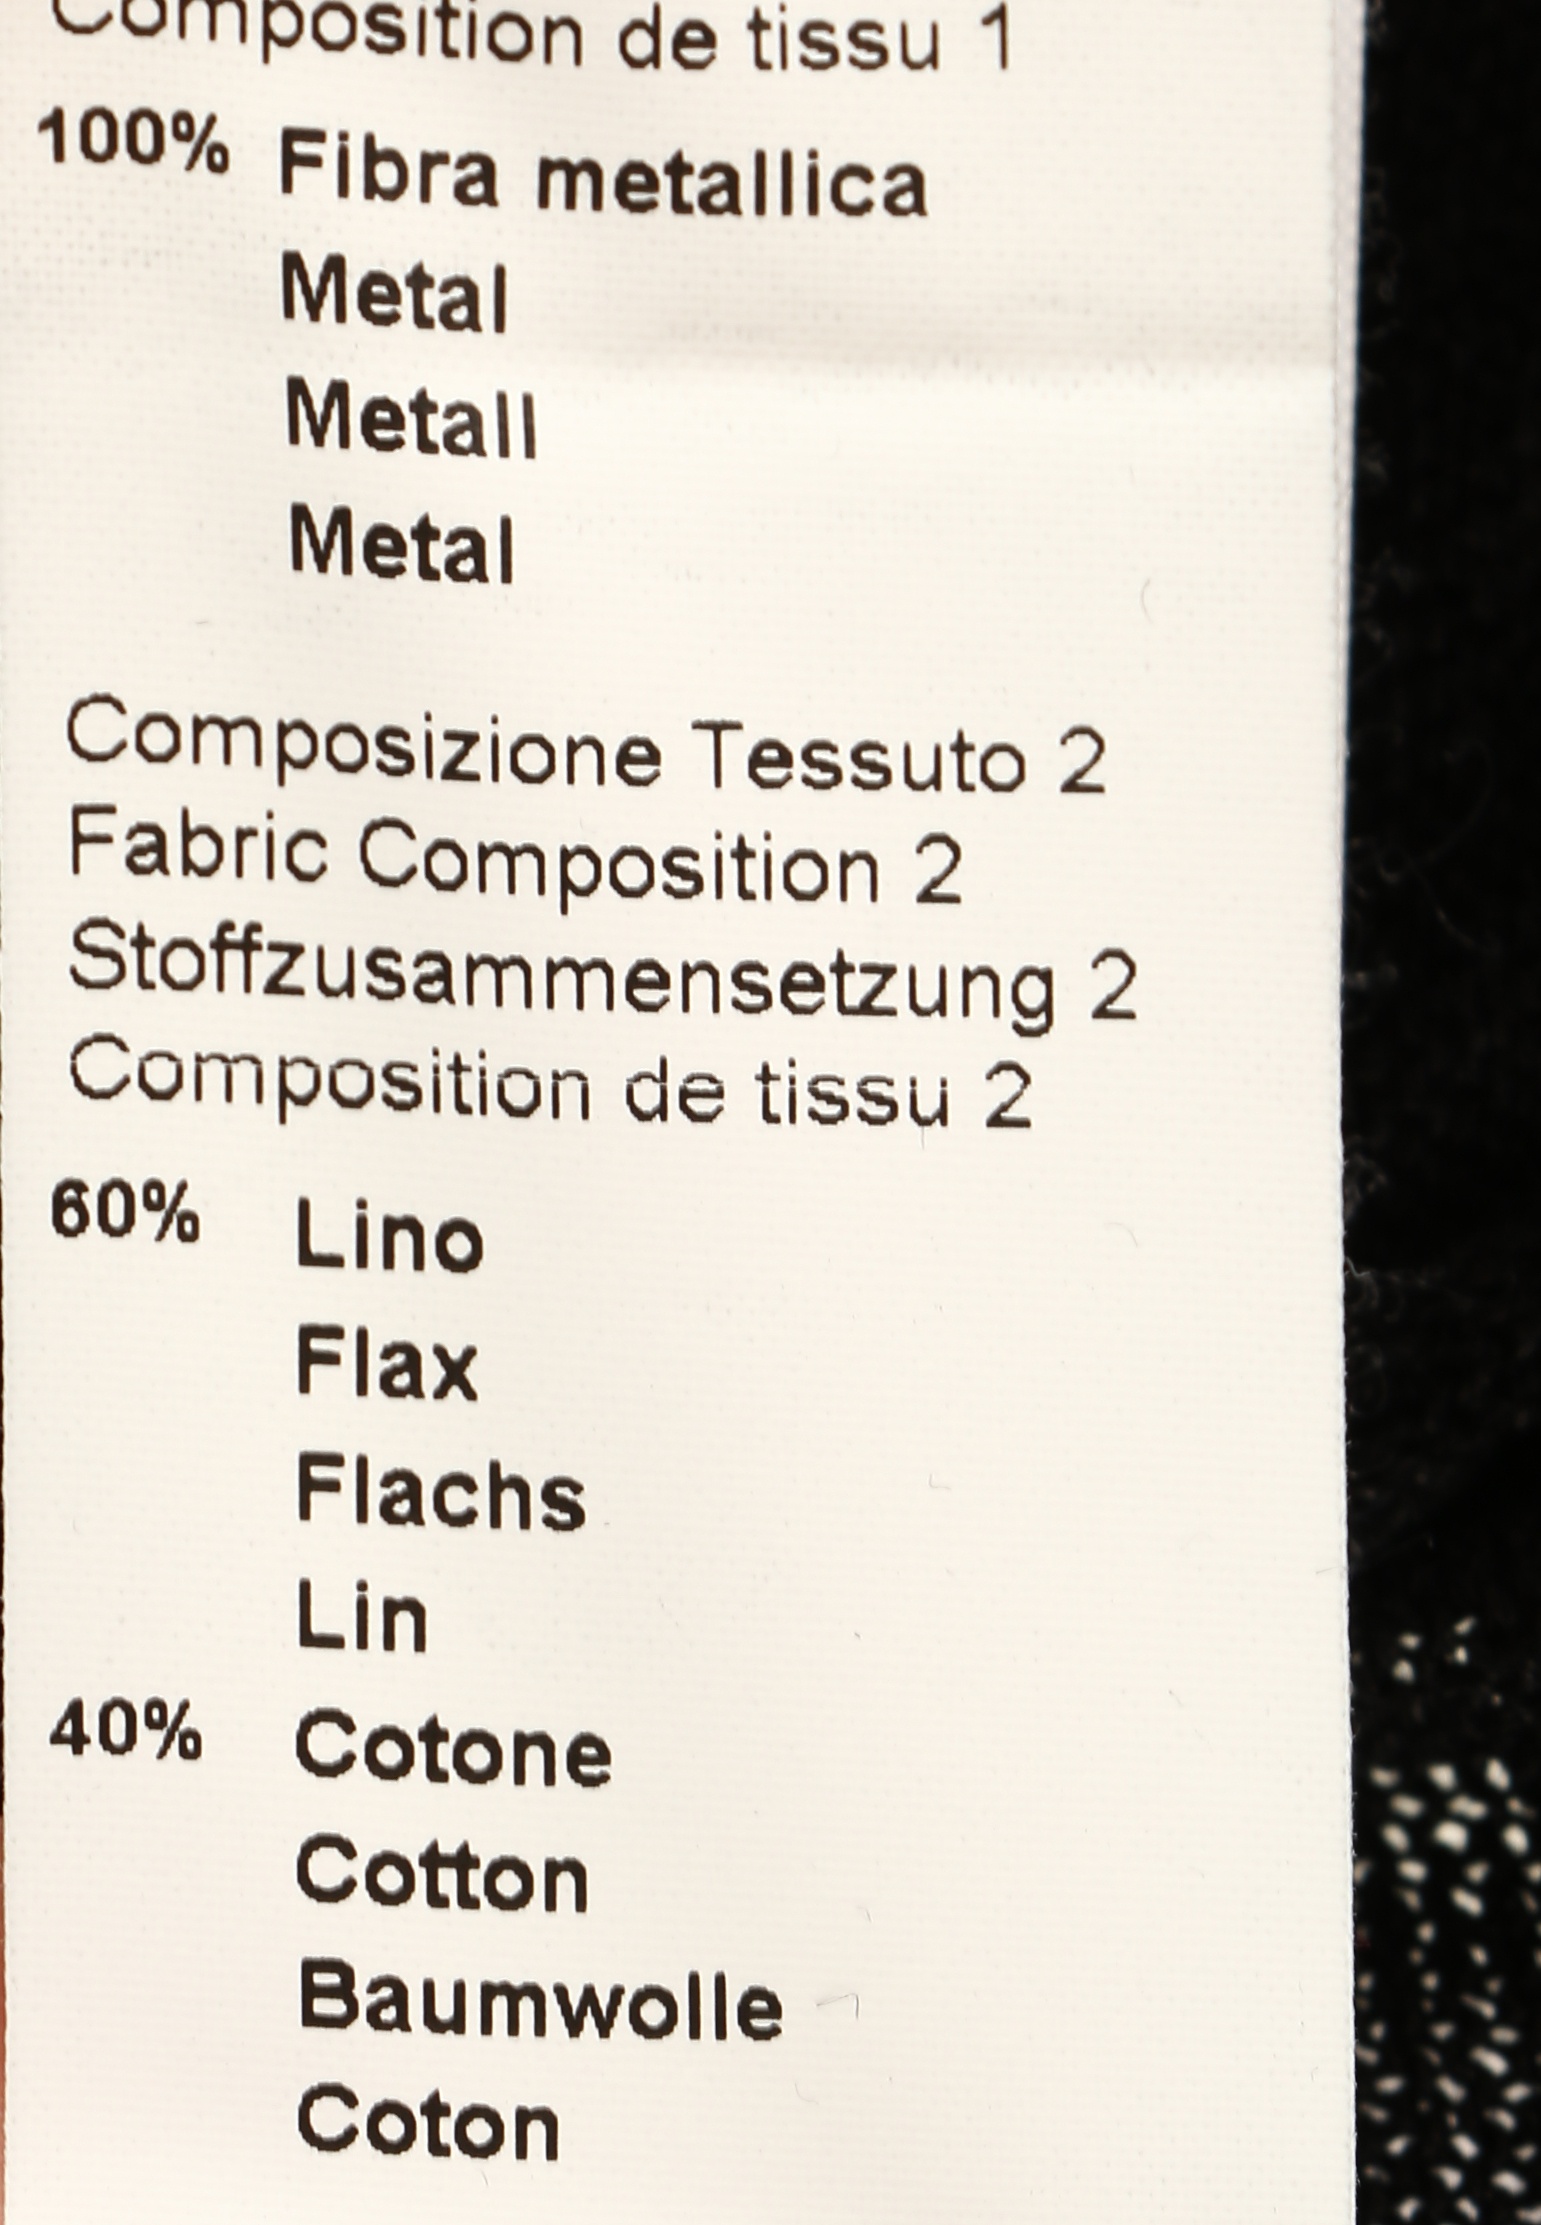 Composition de tissu 1
100% Fibra metallica
Metal
Metall
Metal
Composizione Tessuto 2
Fabric Composition 2
Stoffzusammensetzung 2
Composition de tissu 2
60% Lino
Flax
Flachs
Lin
40% Cotone
Cotton
Baumwolle
Coton